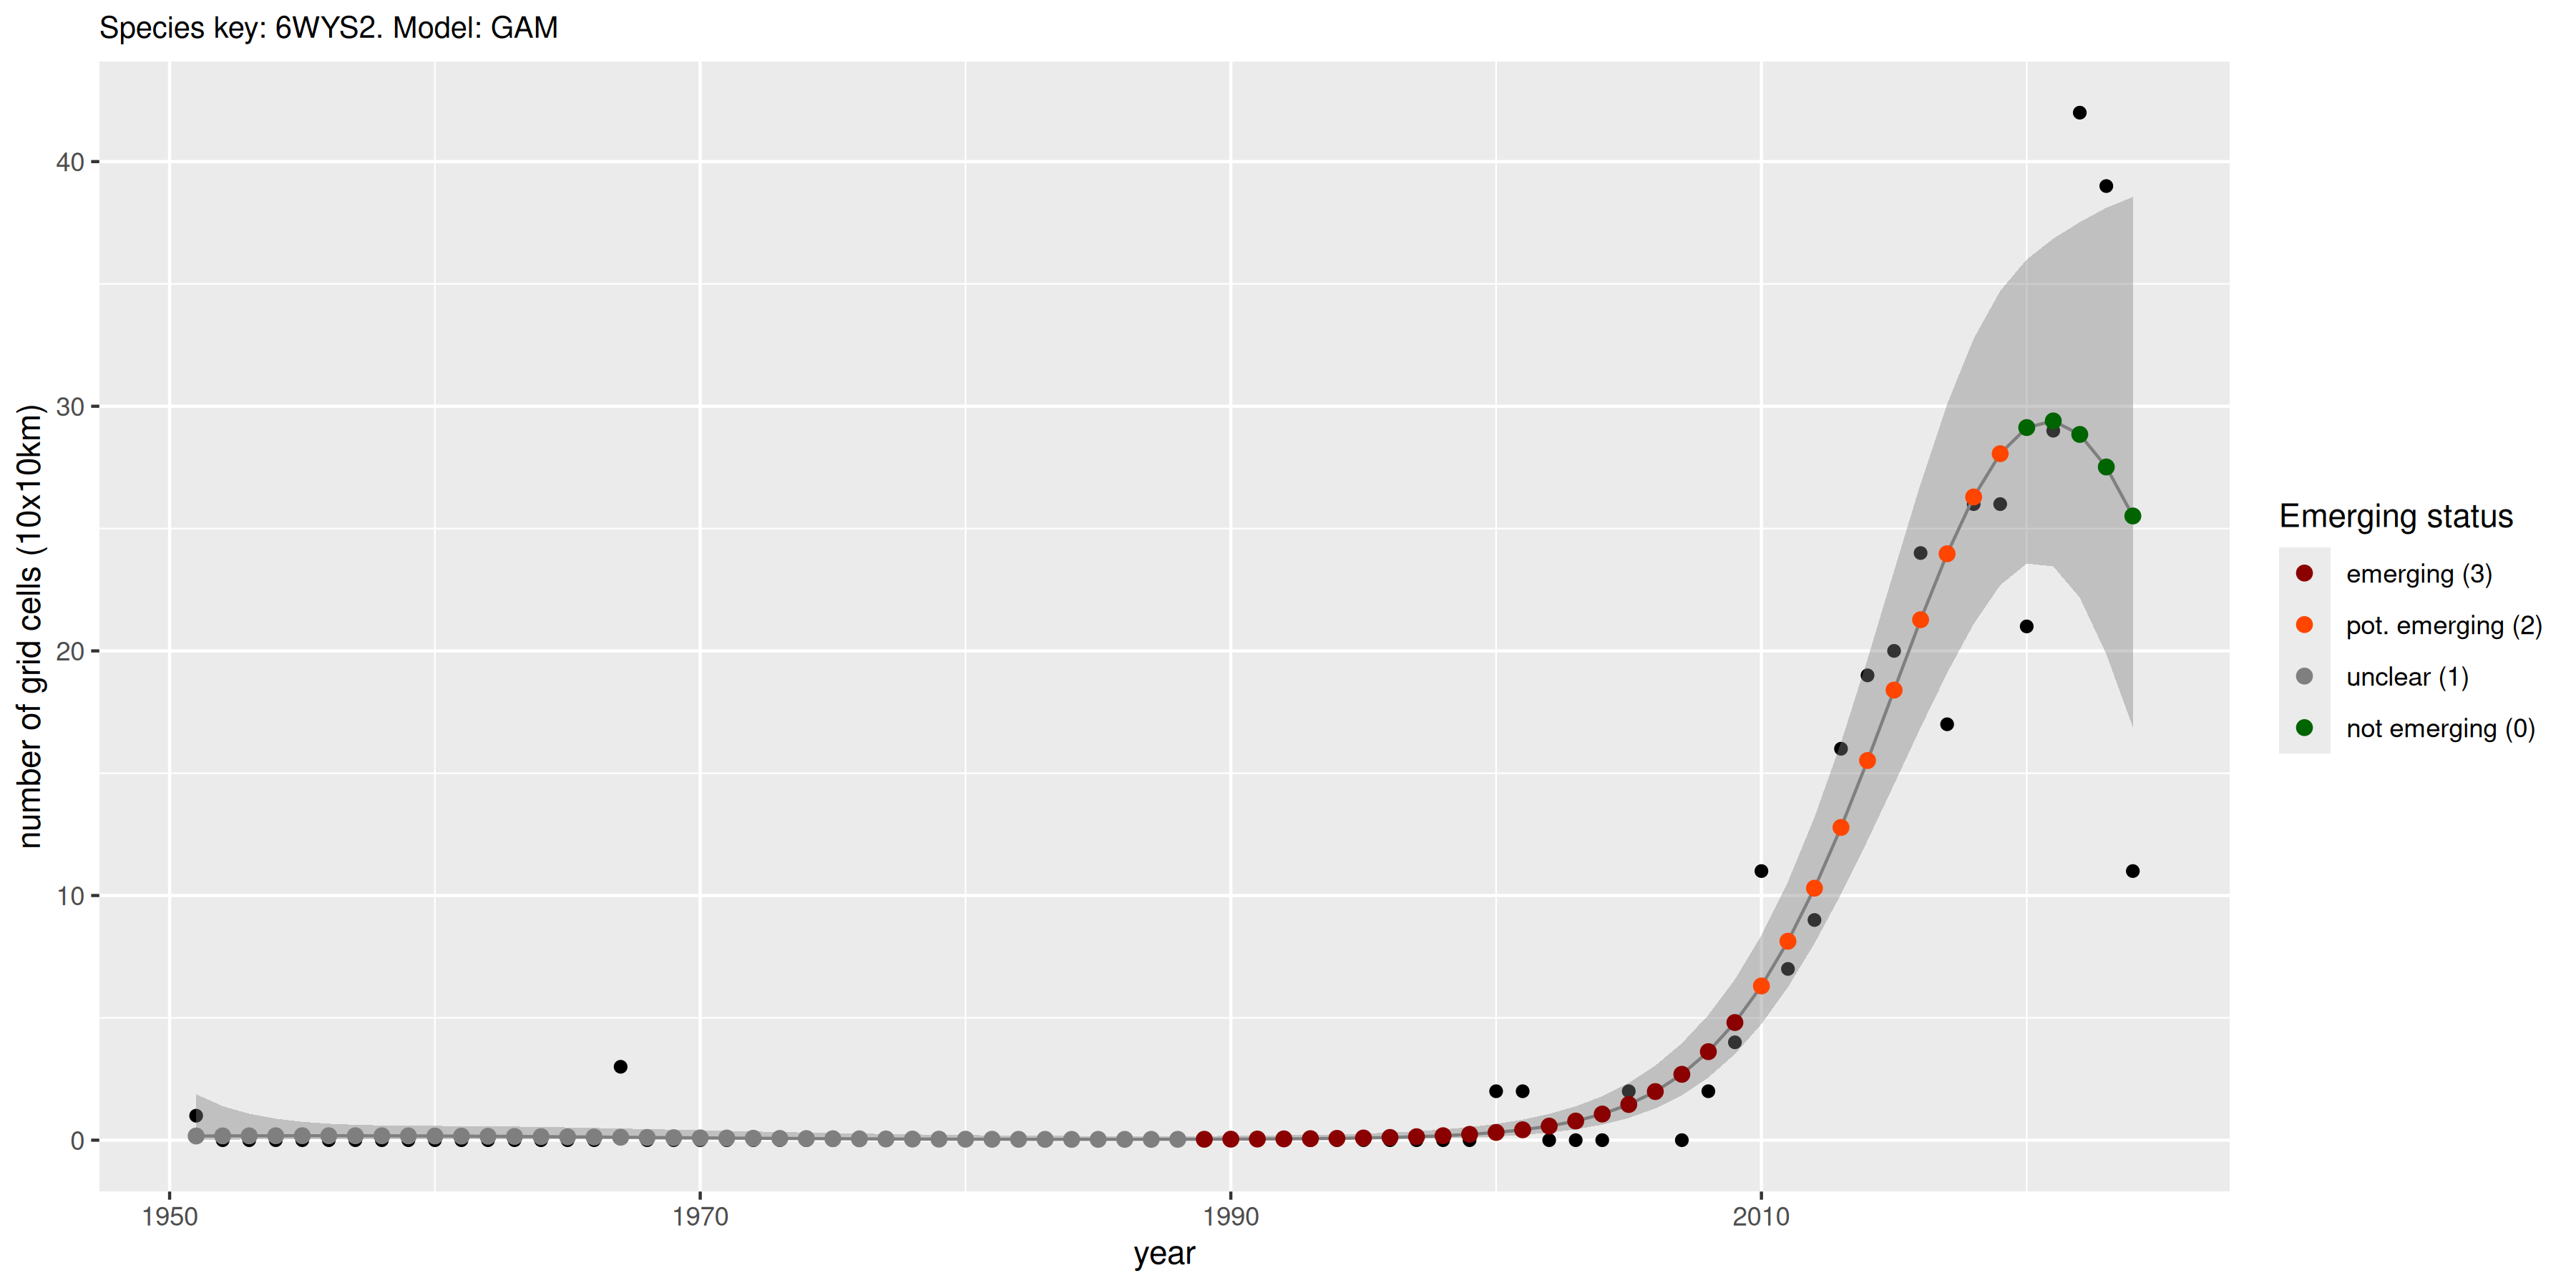 Species key: 6WYS2. Model: GAM
40
30
20
10
0
number of grid cells (10x10km)
1950
1970
1990
2010
year
Emerging status
emerging (3)
pot. emerging (2)
unclear (1)
not emerging (0)